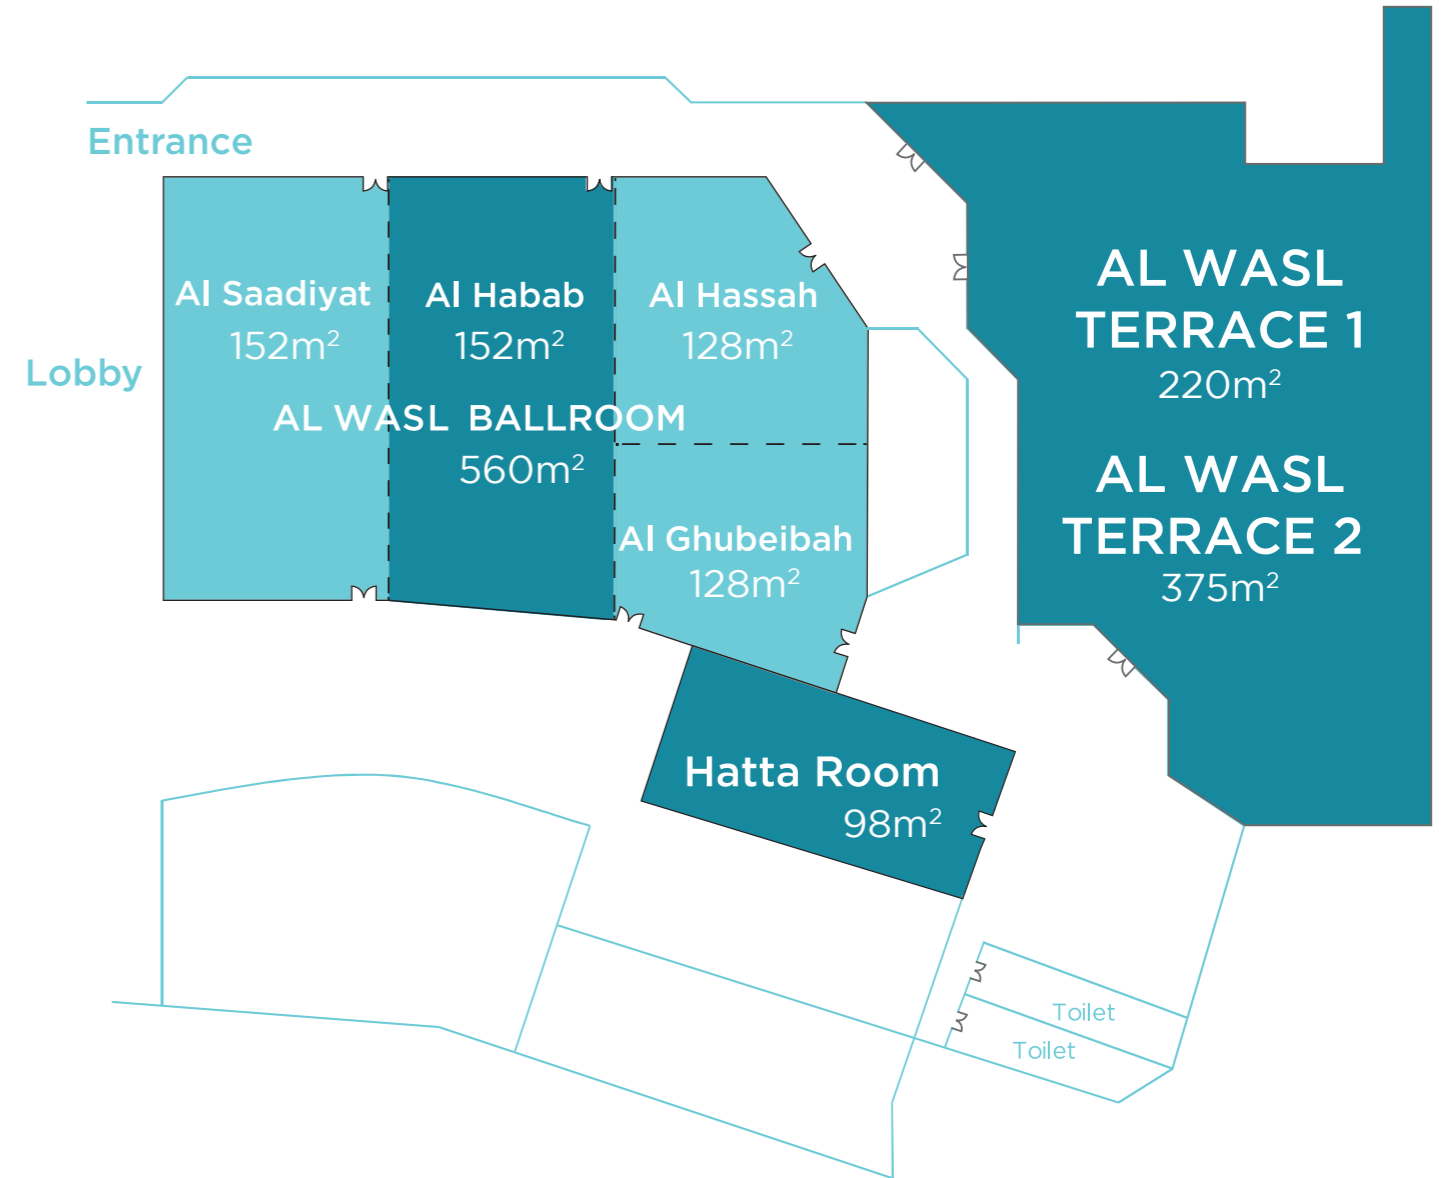 Entrance
Lobby
Al Saadiyat
152m²
Al Habab
152m²
Al Hassah
128m²
AL WASL BALLROOM
560m²
Al Ghubeibah
128m²
AL WASL
TERRACE 1
220m²
AL WASL
TERRACE 2
375m²
Hatta Room
98m²
Toilet
Toilet